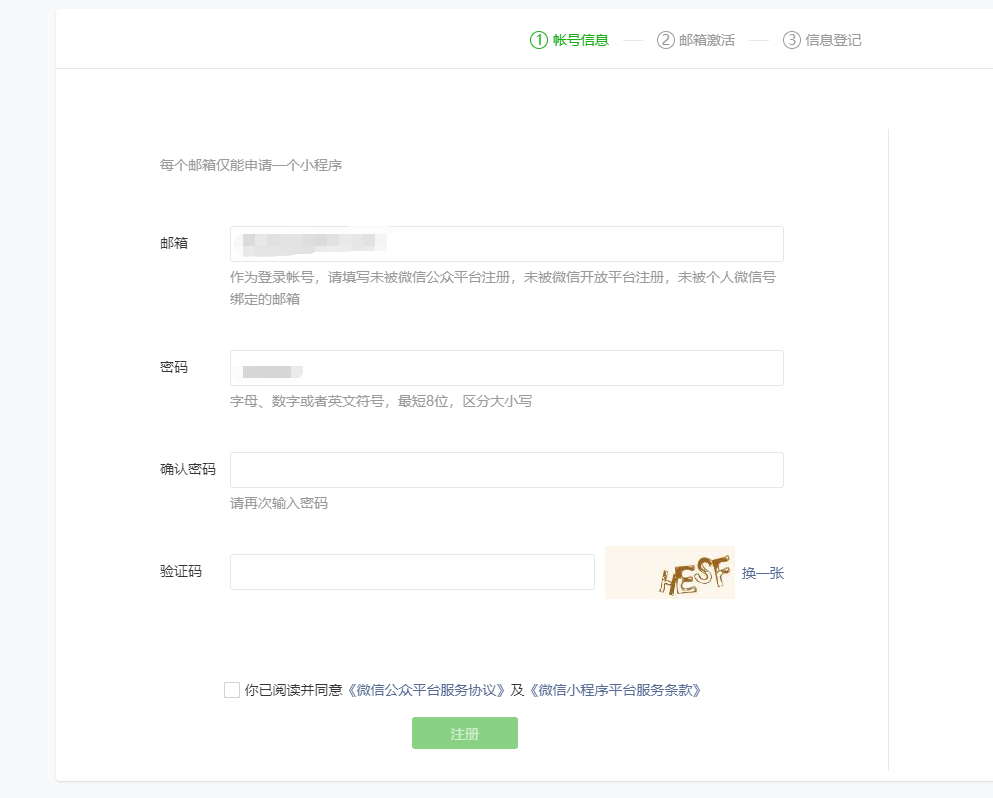 ① 帐号信息 — ② 邮箱激活 — ③ 信息登记
每个邮箱仅能申请一个小程序
邮箱
作为登录帐号，请填写未被微信公众平台注册，未被微信开放平台注册，未被个人微信号
绑定的邮箱
密码
字母、数字或者英文符号，最短8位，区分大小写
确认密码
请再次输入密码
验证码
HESF
换一张
你已阅读并同意《微信公众平台服务协议》及《微信小程序平台服务条款》
注册